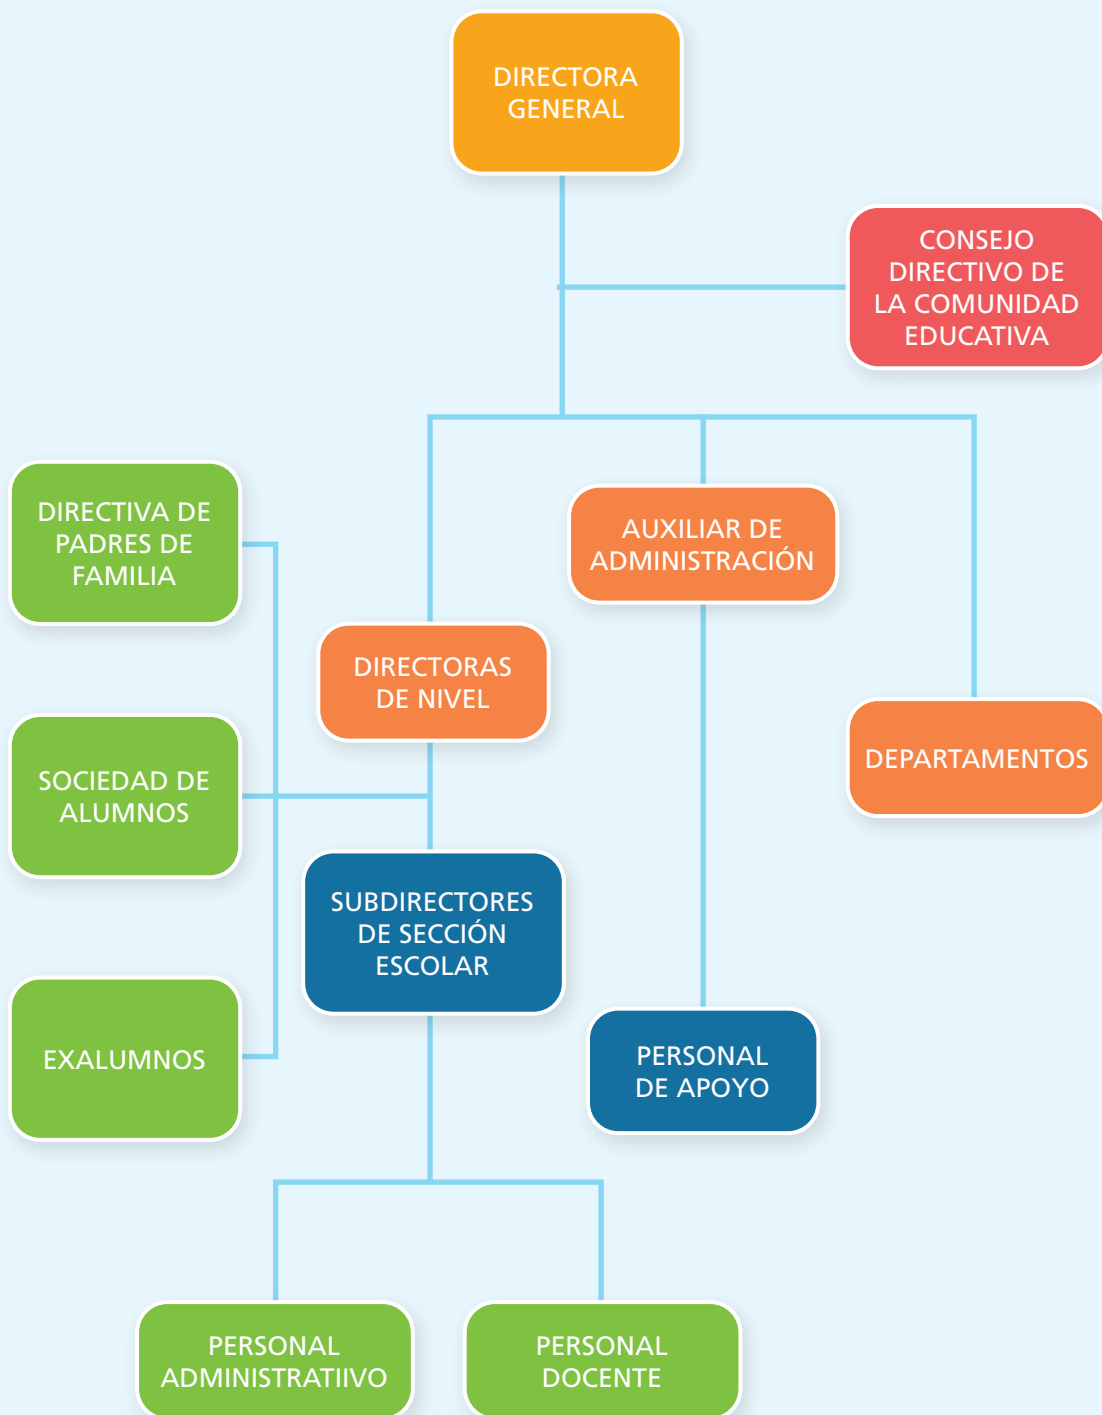 DIRECTORA
GENERAL
CONSEJO
DIRECTIVO DE
LA COMUNIDAD
EDUCATIVA
DIRECTIVA DE
PADRES DE
FAMILIA
AUXILIAR DE
ADMINISTRACIÓN
DIRECTORAS
DE NIVEL
DEPARTAMENTOS
SOCIEDAD DE
ALUMNOS
SUBDIRECTORES
DE SECCIÓN
ESCOLAR
EXALUMNOS
PERSONAL
DE APOYO
PERSONAL
ADMINISTRATIIVO
PERSONAL
DOCENTE